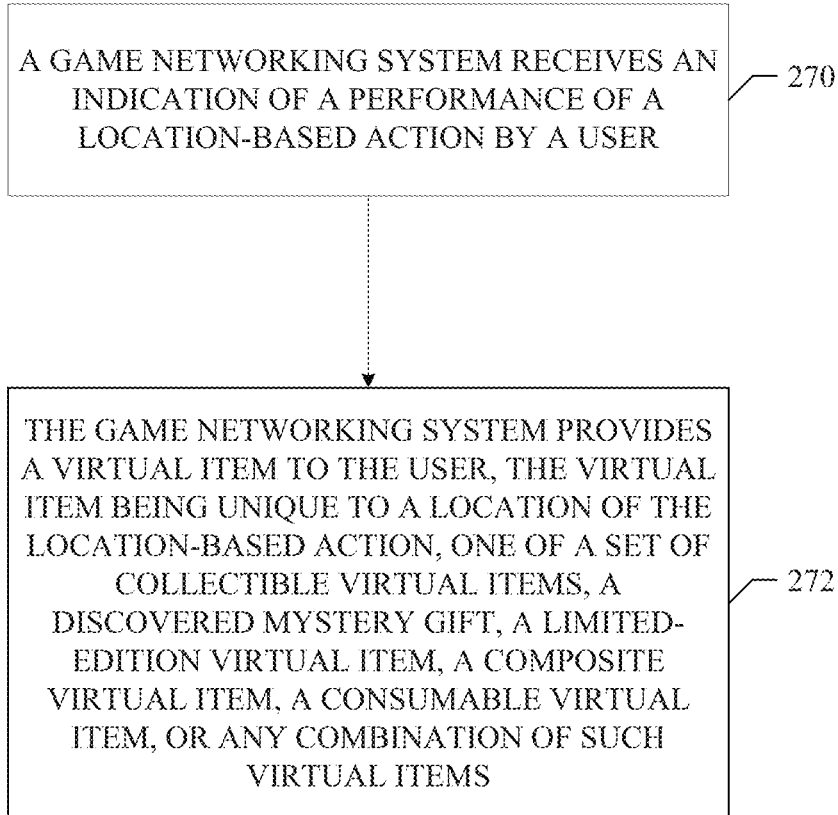 A GAME NETWORKING SYSTEM RECEIVES AN
INDICATION OF A PERFORMANCE OF A
LOCATION-BASED ACTION BY A USER
270
THE GAME NETWORKING SYSTEM PROVIDES
A VIRTUAL ITEM TO THE USER, THE VIRTUAL
ITEM BEING UNIQUE TO A LOCATION OF THE
LOCATION-BASED ACTION, ONE OF A SET OF
COLLECTIBLE VIRTUAL ITEMS, A
DISCOVERED MYSTERY GIFT, A LIMITED-
EDITION VIRTUAL ITEM, A COMPOSITE
VIRTUAL ITEM, A CONSUMABLE VIRTUAL
ITEM, OR ANY COMBINATION OF SUCH
VIRTUAL ITEMS
272